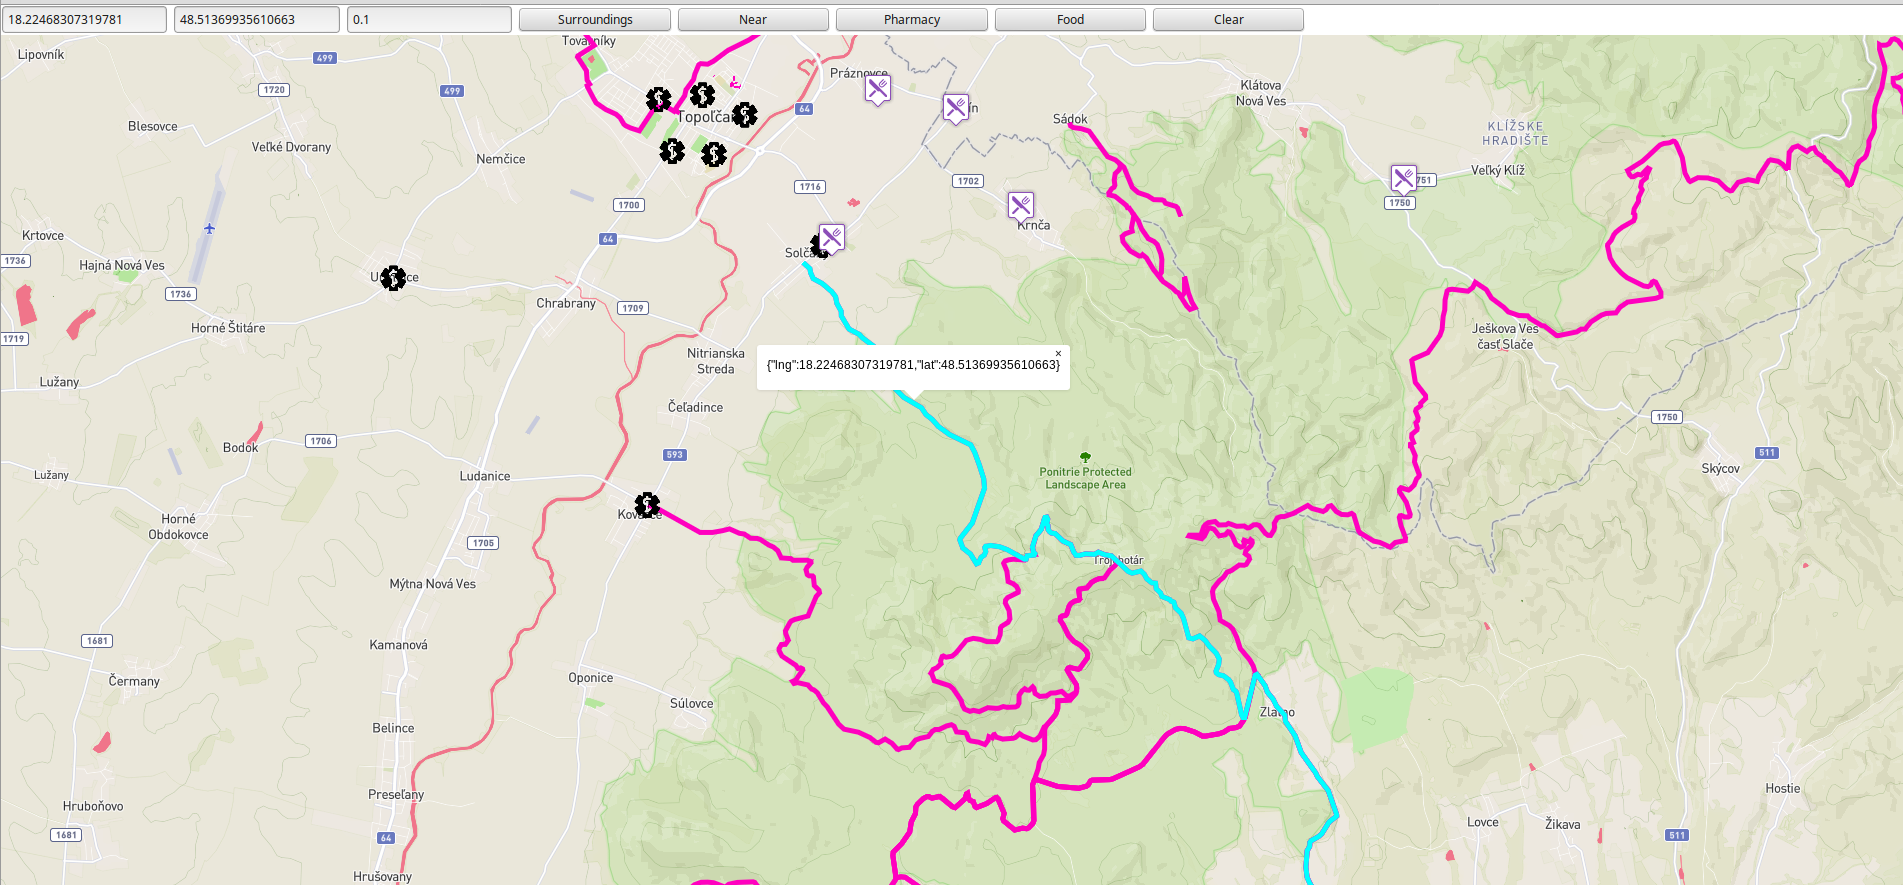 18.22468307319781
48.51369935610663
0.1
Surroundings
Near
Pharmacy
Food
Clear
Lipovník
499
Tovarníky
Práznovce
Klátova
Nová Ves
1720
499
64
Blesovce
Sádok
KLÍŽSKE
HRADIŠTE
Veľké Dvorany
Nemčice
1716
1702
751
Veľký Klíž
1700
1750
Krtovce
64
Krnča
1736
Hajná Nová Ves
1736
Chrabrany
1709
Horné Štitáre
1719
Ješkova Ves
časť Slače
Nitrianska
Streda
{"lng":18.22468307319781,"lat":48.51369935610663}
×
Lužany
Čeľadince
1750
Bodok
1706
593
511
Lužany
Ludanice
Ponitrie Protected
Landscape Area
Skýcov
Horné
Obdokovce
1705
Mýtna Nová Ves
1681
Kamanová
Čermany
Oponice
Súlovce
Zlatno
Belince
Preseľany
Hostie
Hruboňovo
1681
64
Lovce
Žikava
511
Hrušovany